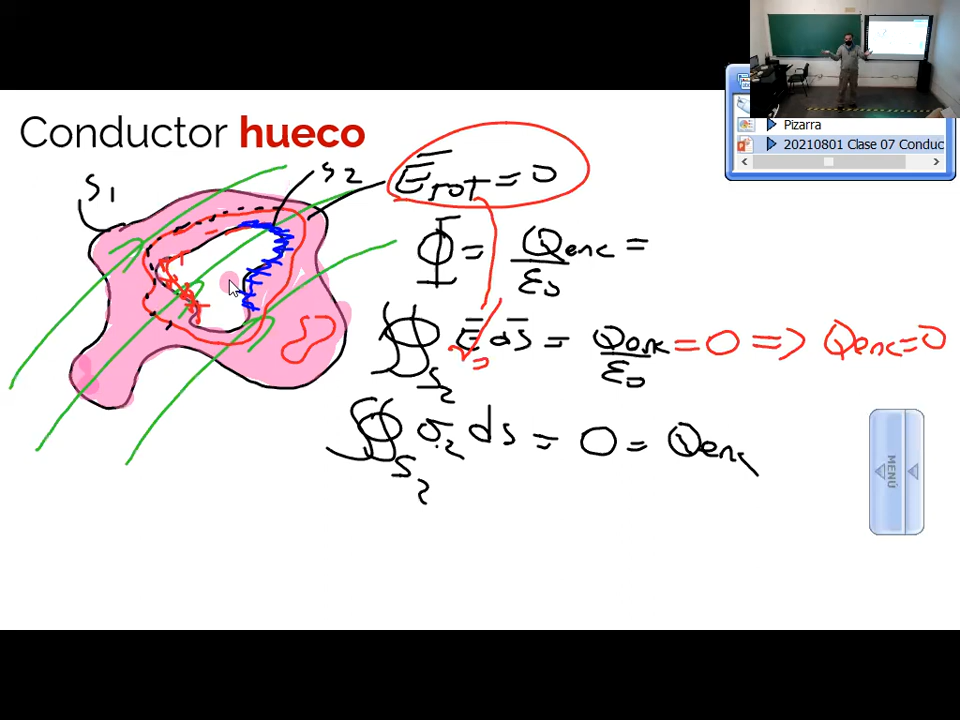 Conductor hueco
S1
S2
E̅TOT = 0
Φ = Qenc/ε0 =
∯S2 E̅ dS̅ = Qenc/ε0 = 0 => Qenc = 0
0
∯S2 σ2 ds = 0 = Qenc
Pizarra
20210801 Clase 07 Conduc
MENÚ